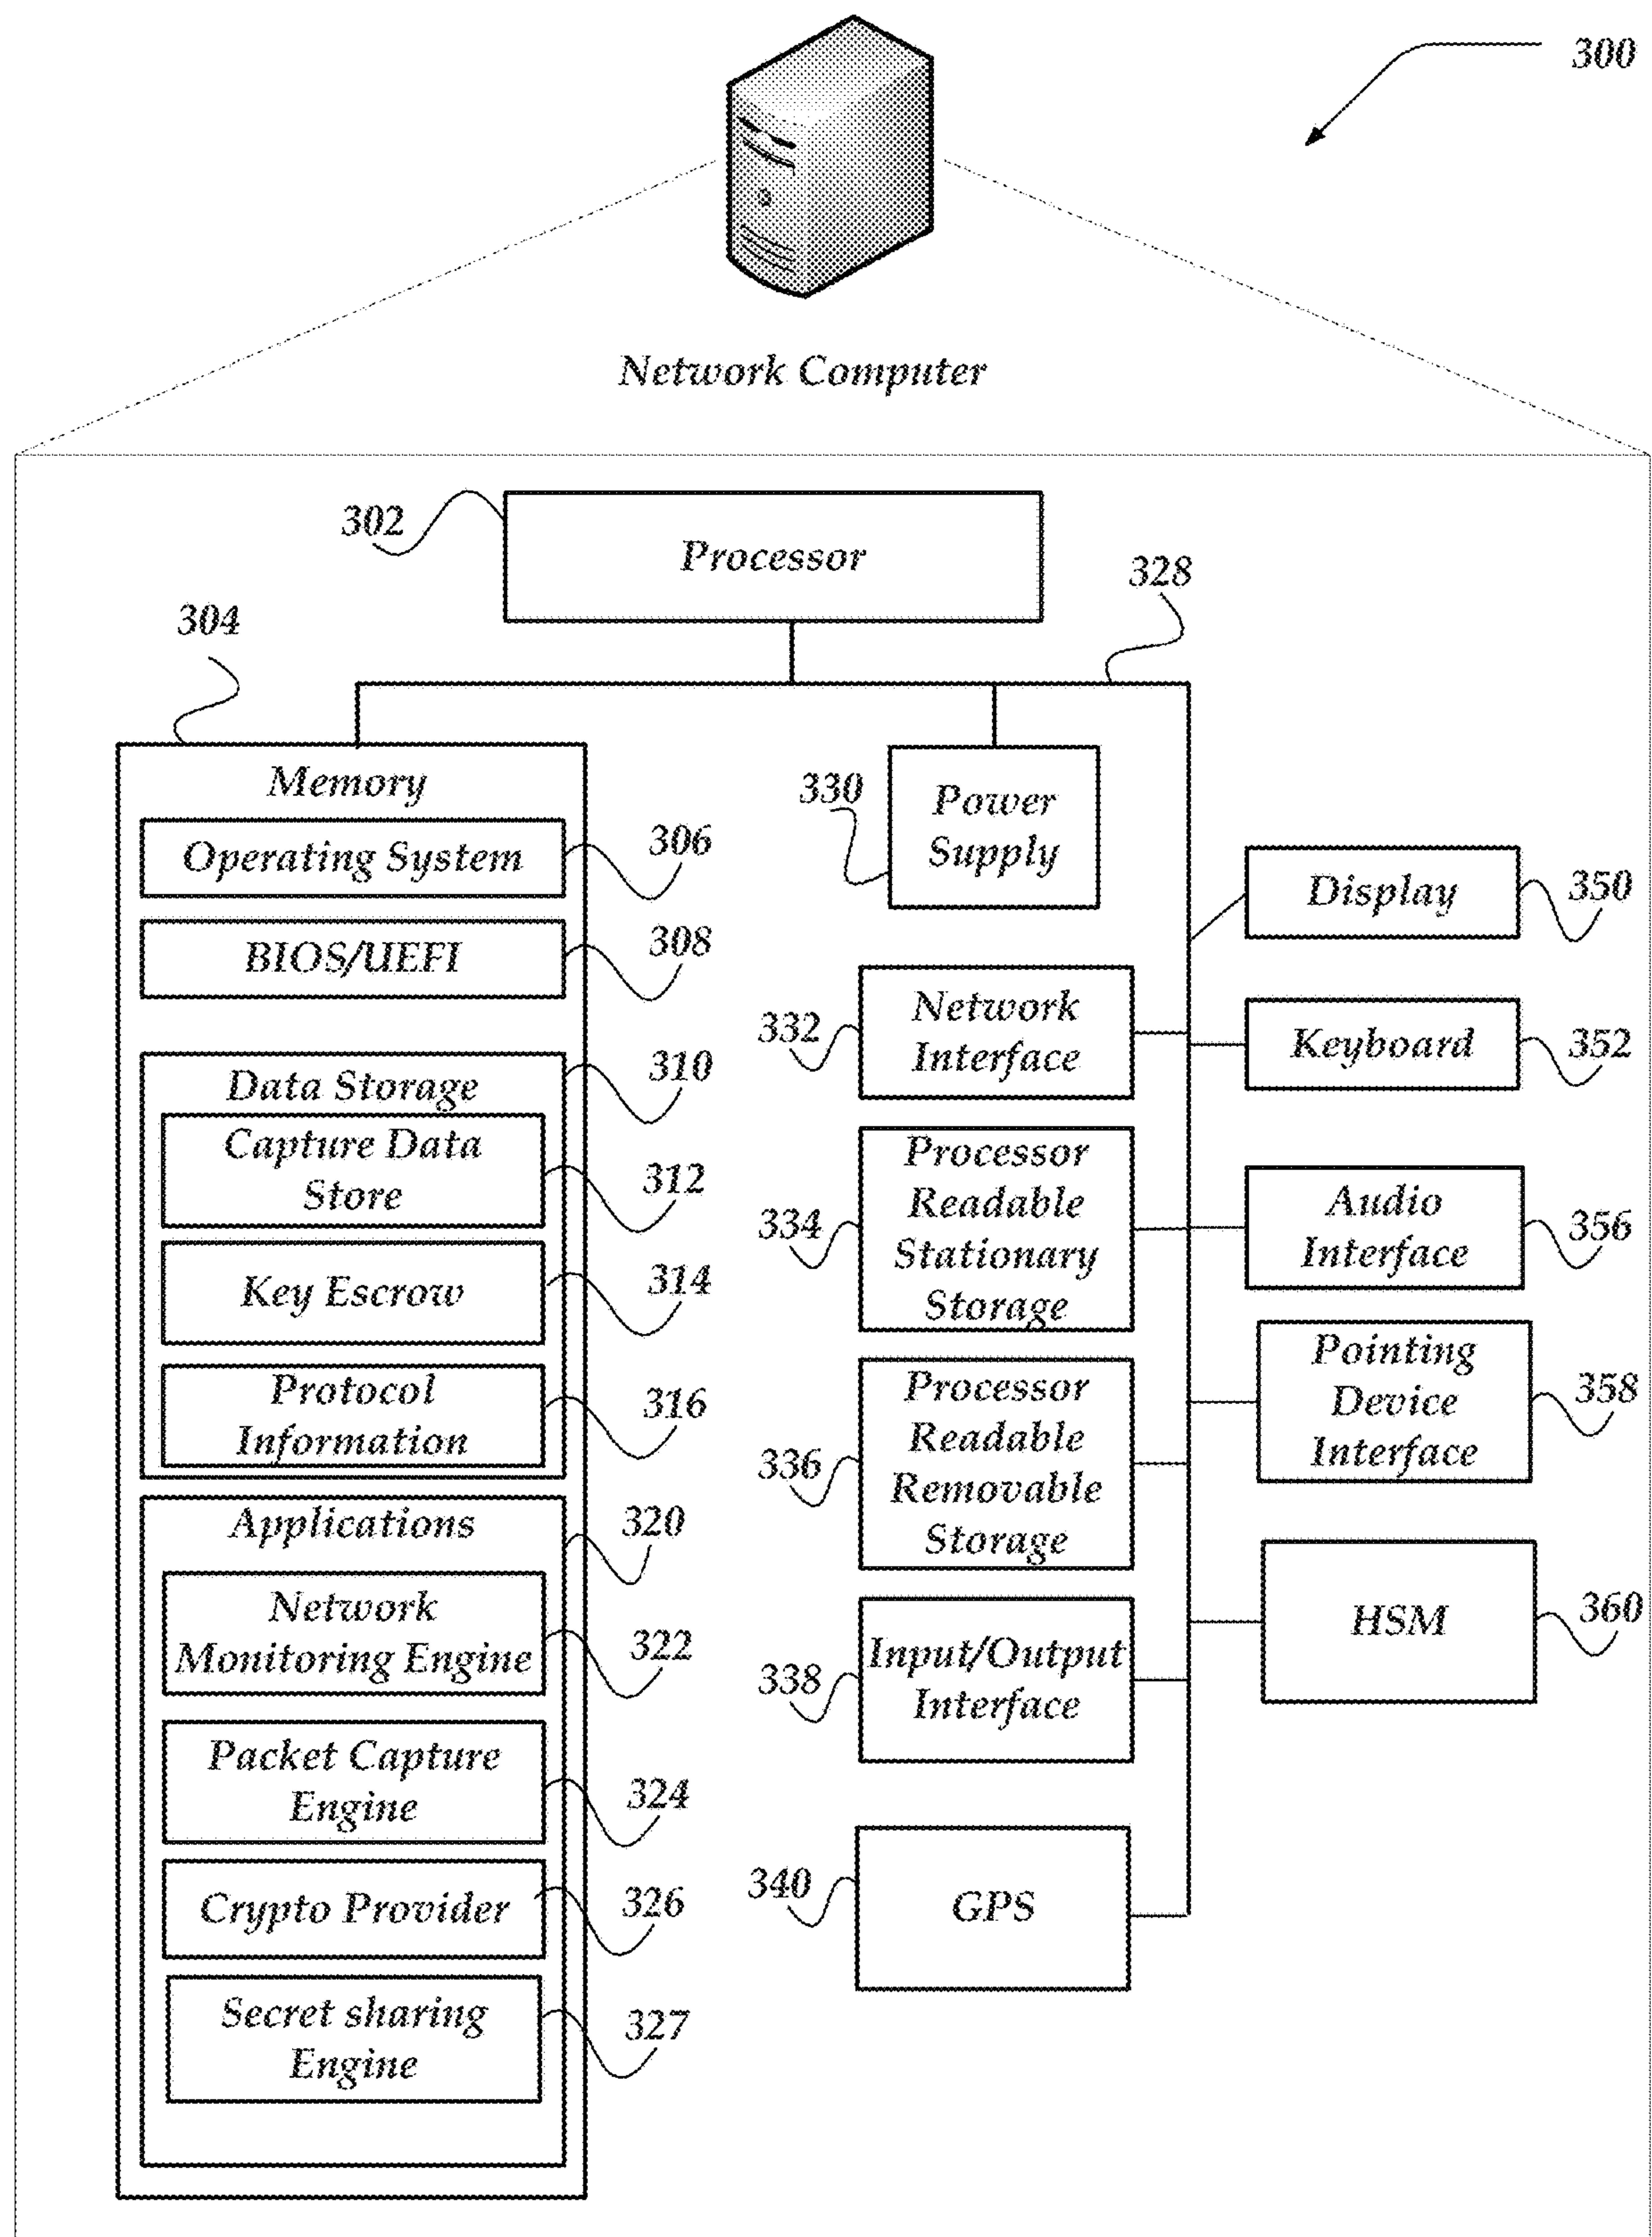 300
Network Computer
302
Processor
328
304
Memory
Operating System
306
BIOS/UEFI
308
Data Storage
310
Capture Data
Store
312
Key Escrow
314
Protocol
Information
316
Applications
320
Network
Monitoring Engine
322
Packet Capture
Engine
324
Crypto Provider
326
Secret sharing
Engine
327
330
Power
Supply
332
Network
Interface
334
Processor
Readable
Stationary
Storage
336
Processor
Readable
Removable
Storage
338
Input/Output
Interface
340
GPS
Display
350
Keyboard
352
Audio
Interface
356
Pointing
Device
Interface
358
HSM
360